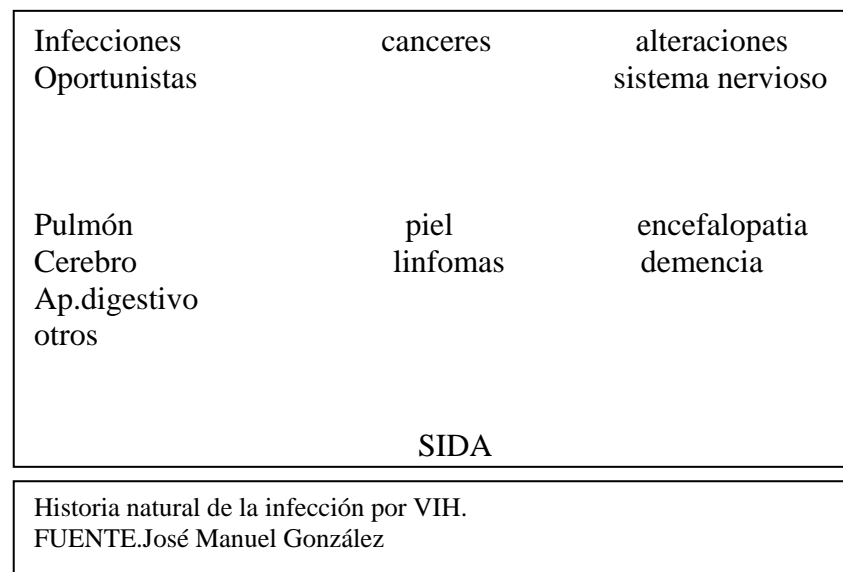 Infecciones canceres alteraciones
Oportunistas sistema nervioso
Pulmón piel encefalopatia
Cerebro linfomas demencia
Ap.digestivo
otros
SIDA
Historia natural de la infección por VIH.
FUENTE.José Manuel González